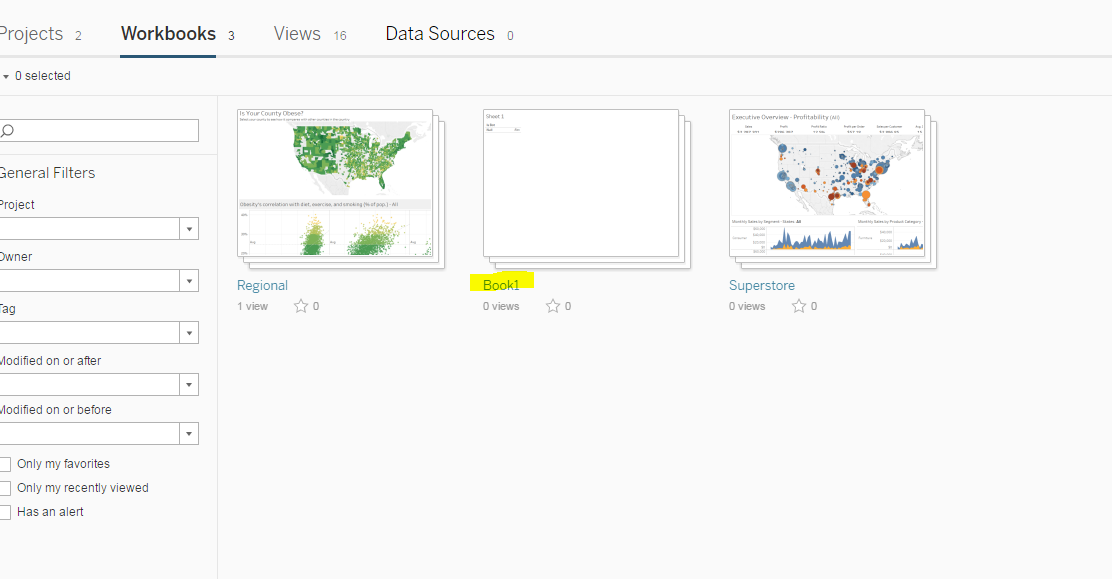 Projects 2 Workbooks 3 Views 16 Data Sources 0
0 selected
General Filters
Project
Owner
Tag
Modified on or after
Modified on or before
Only my favorites
Only my recently viewed
Has an alert
Is Your County Obese?
Obesity's correlation with diet, exercise, and smoking (% of pop.) - All
Regional
1 view 0
Sheet 1
Book1
0 views 0
Executive Overview - Profitability (All)
Monthly Sales by Segment - States: All
Monthly Sales by Product Category
Superstore
0 views 0